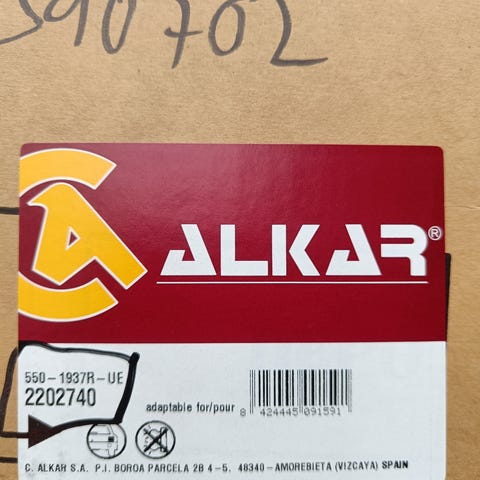 590702
ALKAR®
550-1937R-UE
2202740
adaptable for/pour
8 424445 091591
C. ALKAR S.A. P.I. BOROA PARCELA 2B 4-5. 48340-AMOREBIETA (VIZCAYA) SPAIN